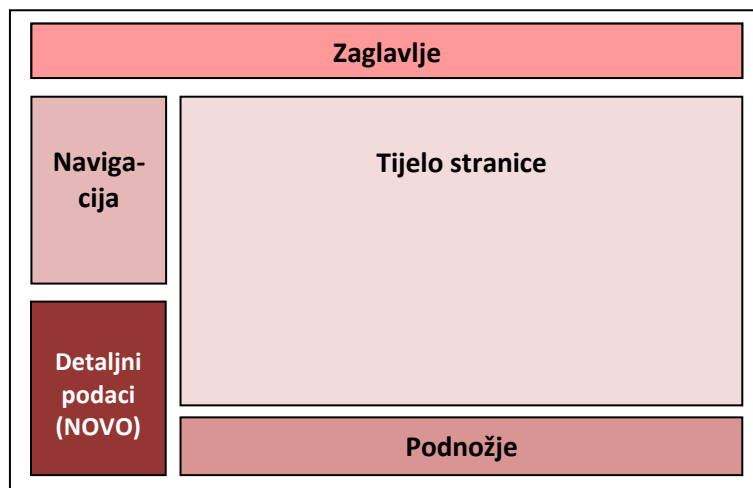 Zaglavlje
Naviga-
cija
Tijelo stranice
Detaljni
podaci
(NOVO)
Podnožje